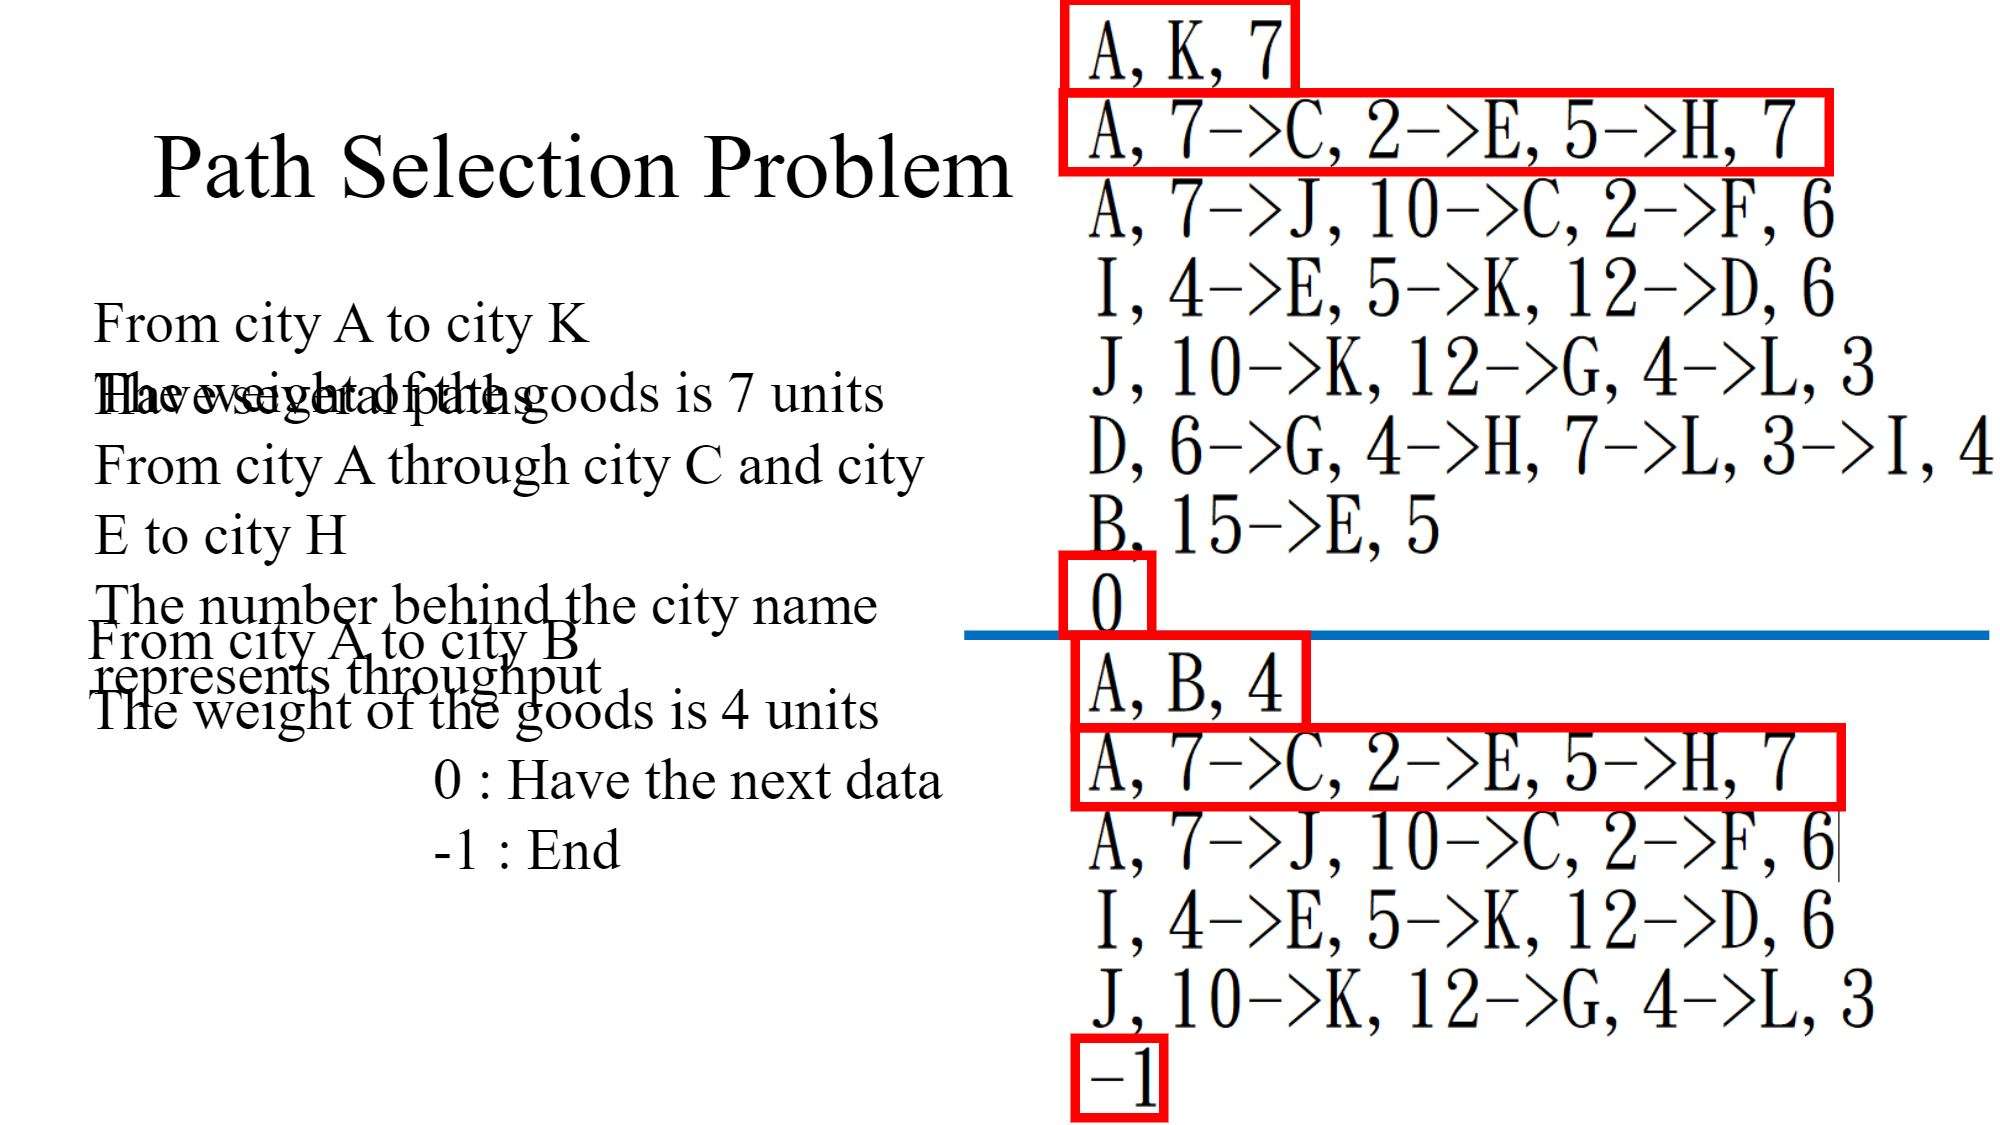 Path Selection Problem
From city A to city K
The weight of the goods is 7 units
Have several paths
From city A through city C and city
E to city H
The number behind the city name
represents throughput
From city A to city B
The weight of the goods is 4 units
0 : Have the next data
-1 : End
A, K, 7
A, 7->C, 2->E, 5->H, 7
A, 7->J, 10->C, 2->F, 6
I, 4->E, 5->K, 12->D, 6
J, 10->K, 12->G, 4->L, 3
D, 6->G, 4->H, 7->L, 3->I, 4
B, 15->E, 5
0
A, B, 4
A, 7->C, 2->E, 5->H, 7
A, 7->J, 10->C, 2->F, 6
I, 4->E, 5->K, 12->D, 6
J, 10->K, 12->G, 4->L, 3
-1